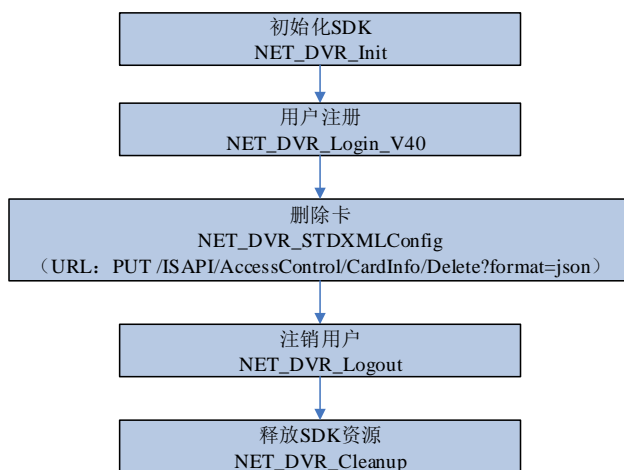 初始化SDK
NET_DVR_Init
用户注册
NET_DVR_Login_V40
删除卡
NET_DVR_STDXMLConfig
（URL：PUT /ISAPI/AccessControl/CardInfo/Delete?format=json）
注销用户
NET_DVR_Logout
释放SDK资源
NET_DVR_Cleanup